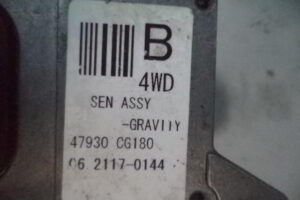 B
4WD
SEN ASSY
-GRAVITY
47930 CG180
06 2117-0144